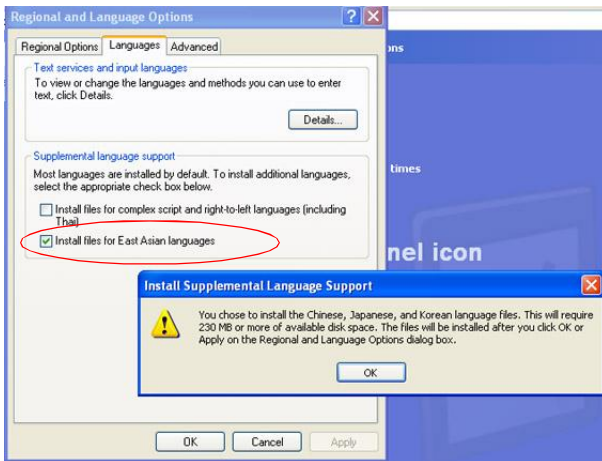 Regional and Language Options
Regional Options Languages Advanced
ons
Text services and input languages
To view or change the languages and methods you can use to enter
text, click Details.
Details...
Supplemental language support
Most languages are installed by default. To install additional languages,
select the appropriate check box below.
times
Install files for complex script and right-to-left languages (including
Thai)
Install files for East Asian languages
nel icon
Install Supplemental Language Support
You chose to install the Chinese, Japanese, and Korean language files. This will require
230 MB or more of available disk space. The files will be installed after you click OK or
Apply on the Regional and Language Options dialog box.
OK
OK Cancel Apply